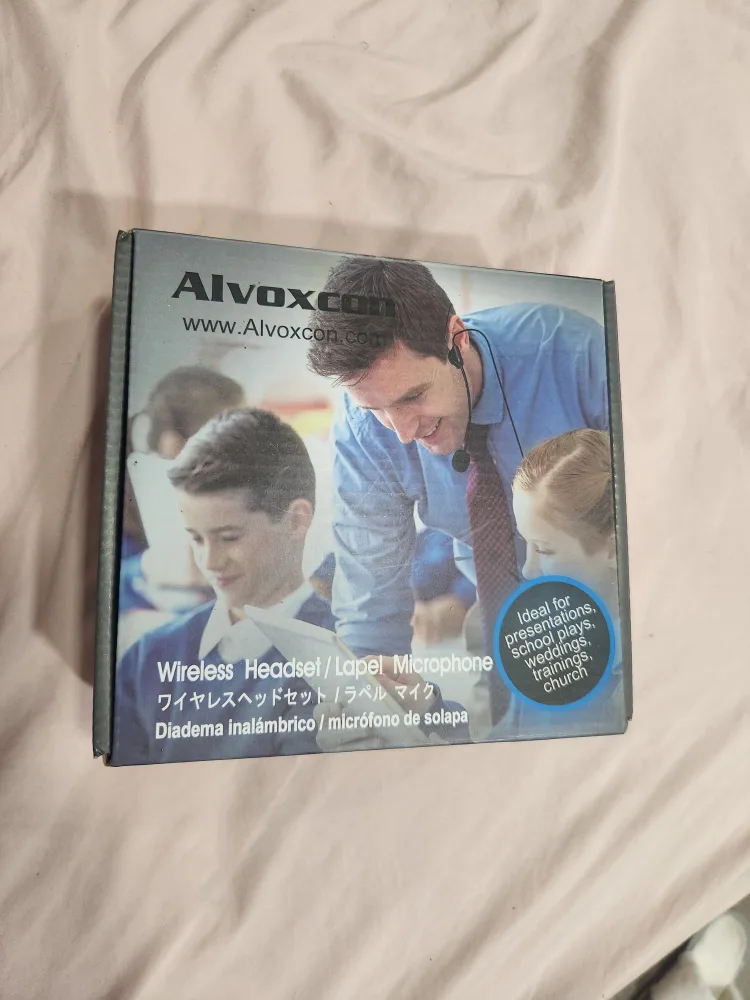 Alvoxcon
www.Alvoxcon.com
Wireless Headset/Lapel Microphone
ワイヤレスヘッドセット/ラペル マイク
Diadema inalámbrico / micrófono de solapa
Ideal for
presentations,
school plays,
weddings,
trainings,
church